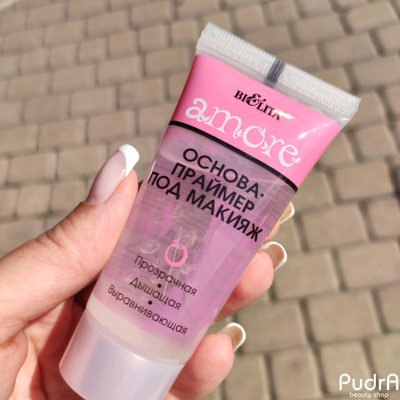 BIELITA
amore
ОСНОВА-
ПРАЙМЕР
ПОД МАКИЯЖ
Прозрачная
Дышащая
Выравнивающая
PudrA
beauty shop